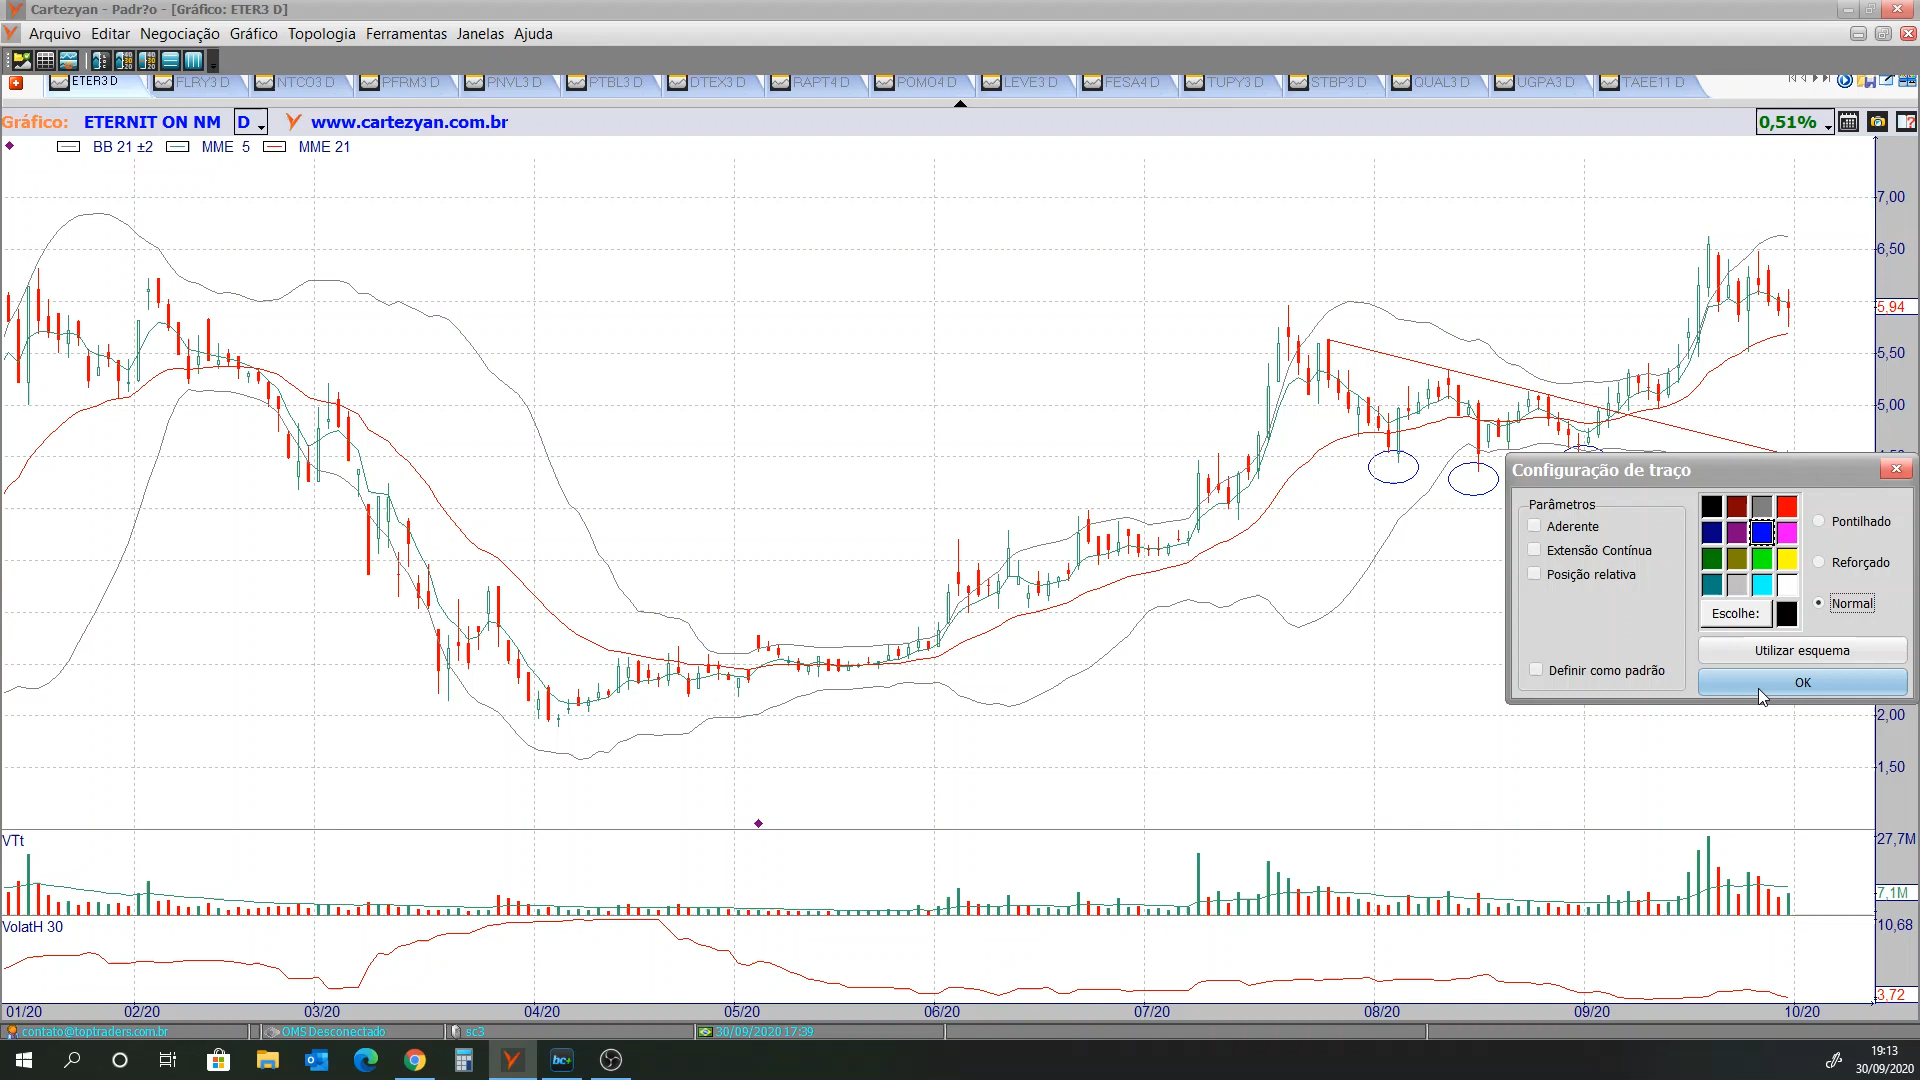 Cartezyan - Padr?o - [Gráfico: ETER3 D]
Arquivo Editar Negociação Gráfico Topologia Ferramentas Janelas Ajuda
ETER3 D FLRY3 D NTCO3 D PFRM3 D PNVL3 D PTBL3 D DTEX3 D RAPT4 D POMO4 D LEVE3 D FESA4 D TUPY3 D STBP3 D QUAL3 D UGPA3 D TAEE11 D
Gráfico: ETERNIT ON NM D www.cartezyan.com.br 0,51%
BB 21 ±2 MME 5 MME 21
7,00
6,50
5,94
5,50
5,00
Configuração de traço
Parâmetros
Aderente
Extensão Contínua
Posição relativa
Definir como padrão
Pontilhado
Reforçado
Normal
Escolhe:
Utilizar esquema
OK
2,00
1,50
VTt
27,7M
7,1M
VolatH 30
10,68
3,72
01/20 02/20 03/20 04/20 05/20 06/20 07/20 08/20 09/20 10/20
contato@toptraders.com.br OMS Desconectado sc3 30/09/2020 17:39
bc+
19:13
30/09/2020